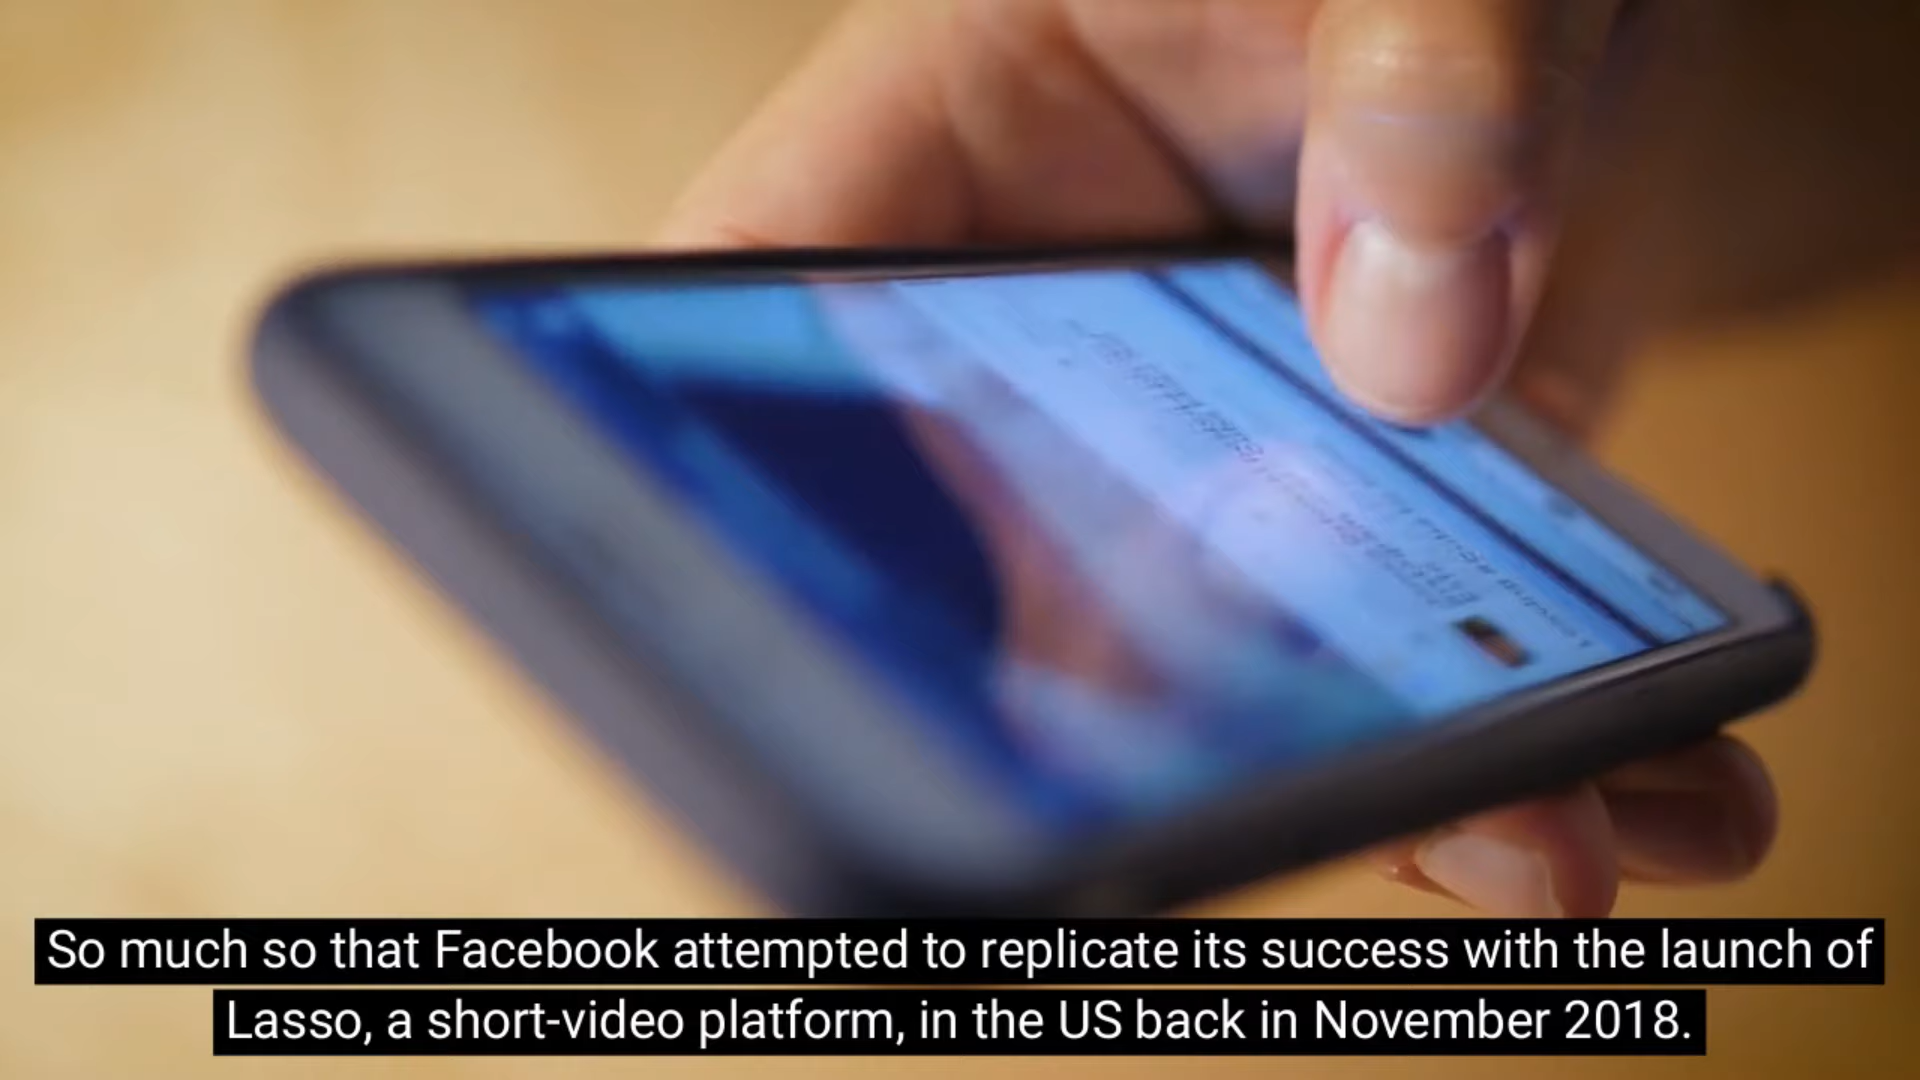 So much so that Facebook attempted to replicate its success with the launch of
Lasso, a short-video platform, in the US back in November 2018.